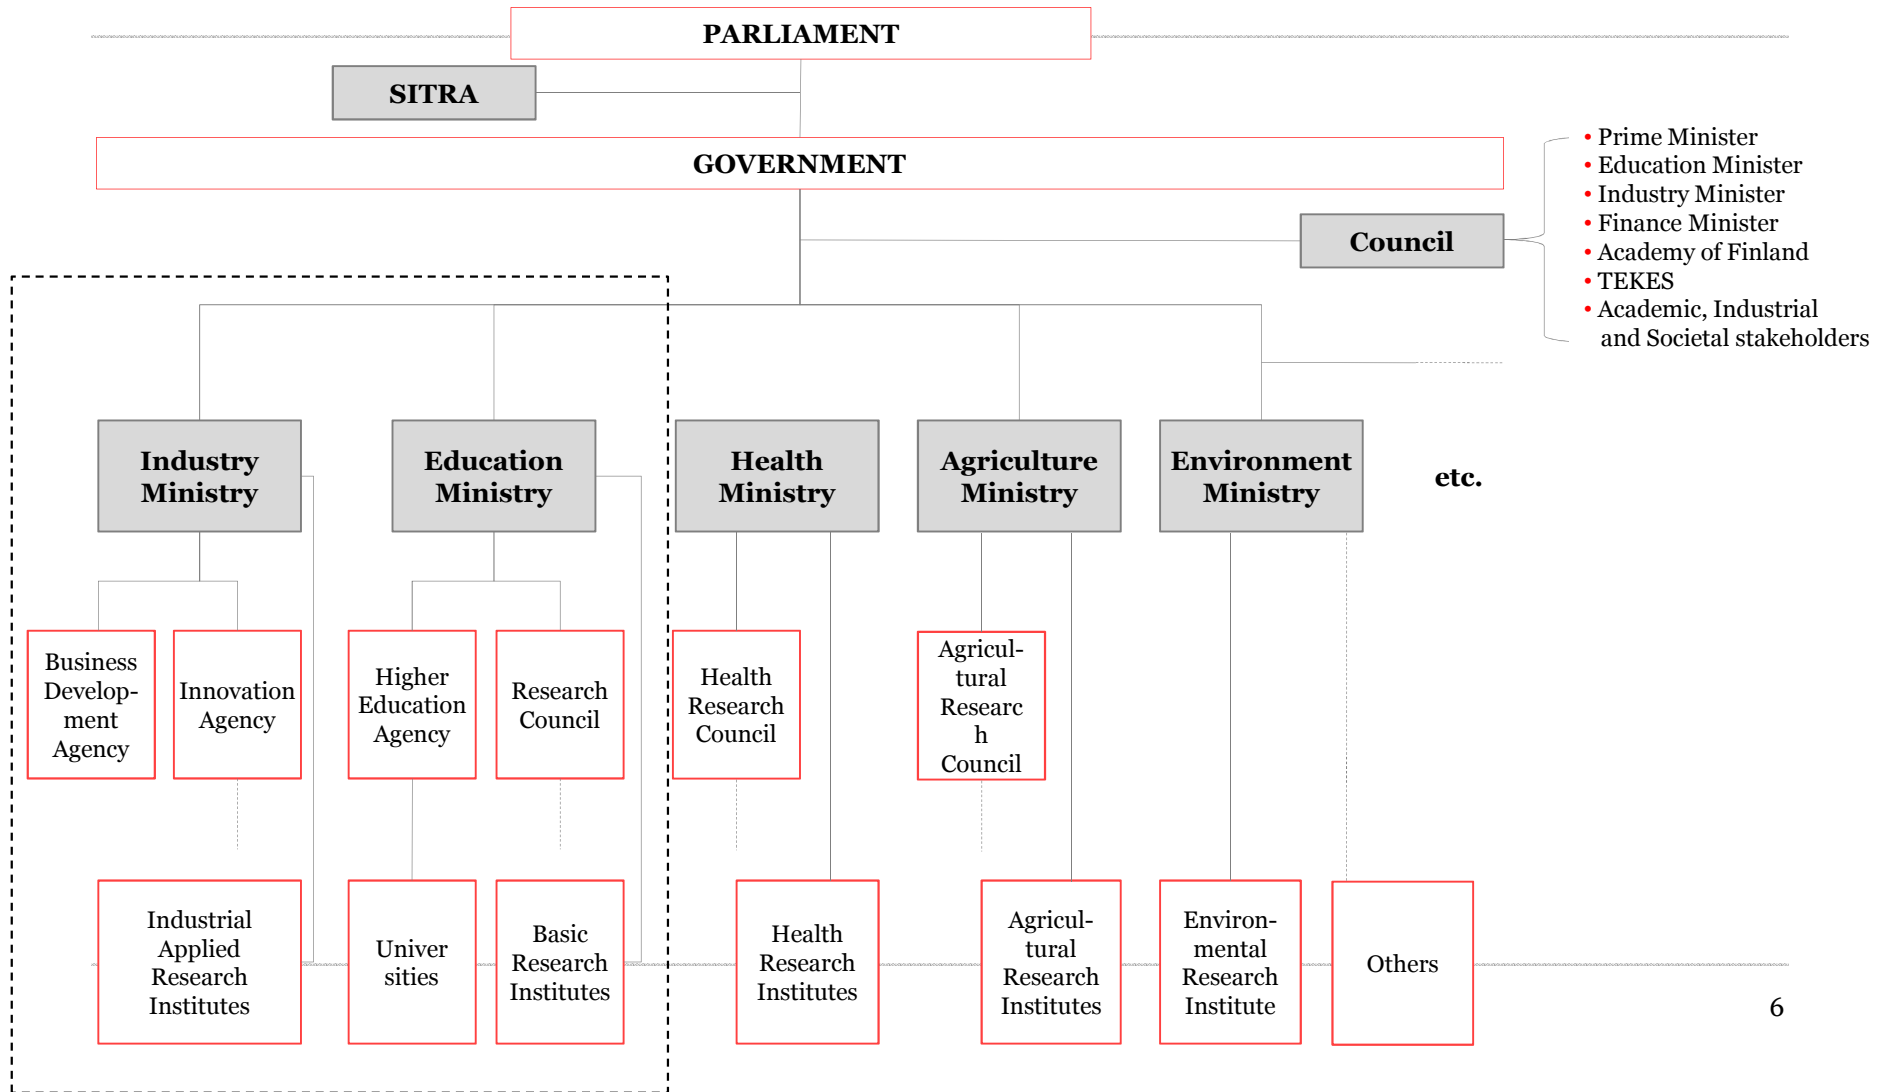 PARLIAMENT
SITRA
GOVERNMENT
• Prime Minister
• Education Minister
• Industry Minister
• Finance Minister
• Academy of Finland
• TEKES
• Academic, Industrial
and Societal stakeholders
Council
Industry
Ministry
Education
Ministry
Health
Ministry
Agriculture
Ministry
Environment
Ministry
etc.
Business
Develop-
ment
Agency
Innovation
Agency
Higher
Education
Agency
Research
Council
Health
Research
Council
Agricul-
tural
Researc
h
Council
Industrial
Applied
Research
Institutes
Univer
sities
Basic
Research
Institutes
Health
Research
Institutes
Agricul-
tural
Research
Institutes
Environ-
mental
Research
Institute
Others
6